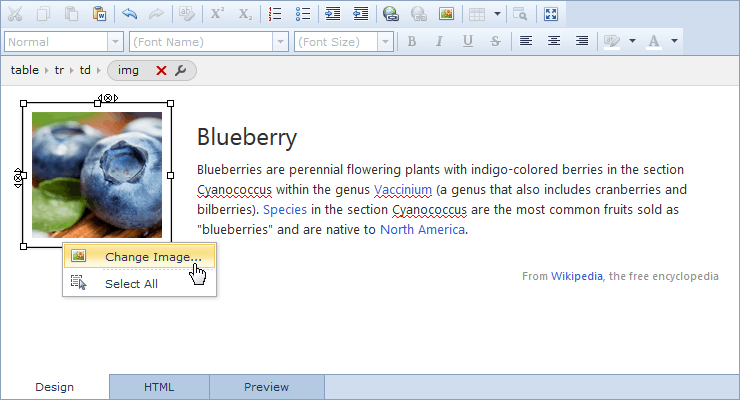 Normal (Font Name) (Font Size) B I U S A
table tr td img
Blueberry
Blueberries are perennial flowering plants with indigo-colored berries in the section
Cyanococcus within the genus Vaccinium (a genus that also includes cranberries and
bilberries). Species in the section Cyanococcus are the most common fruits sold as
"blueberries" and are native to North America.
Change Image...
Select All
From Wikipedia, the free encyclopedia
Design HTML Preview